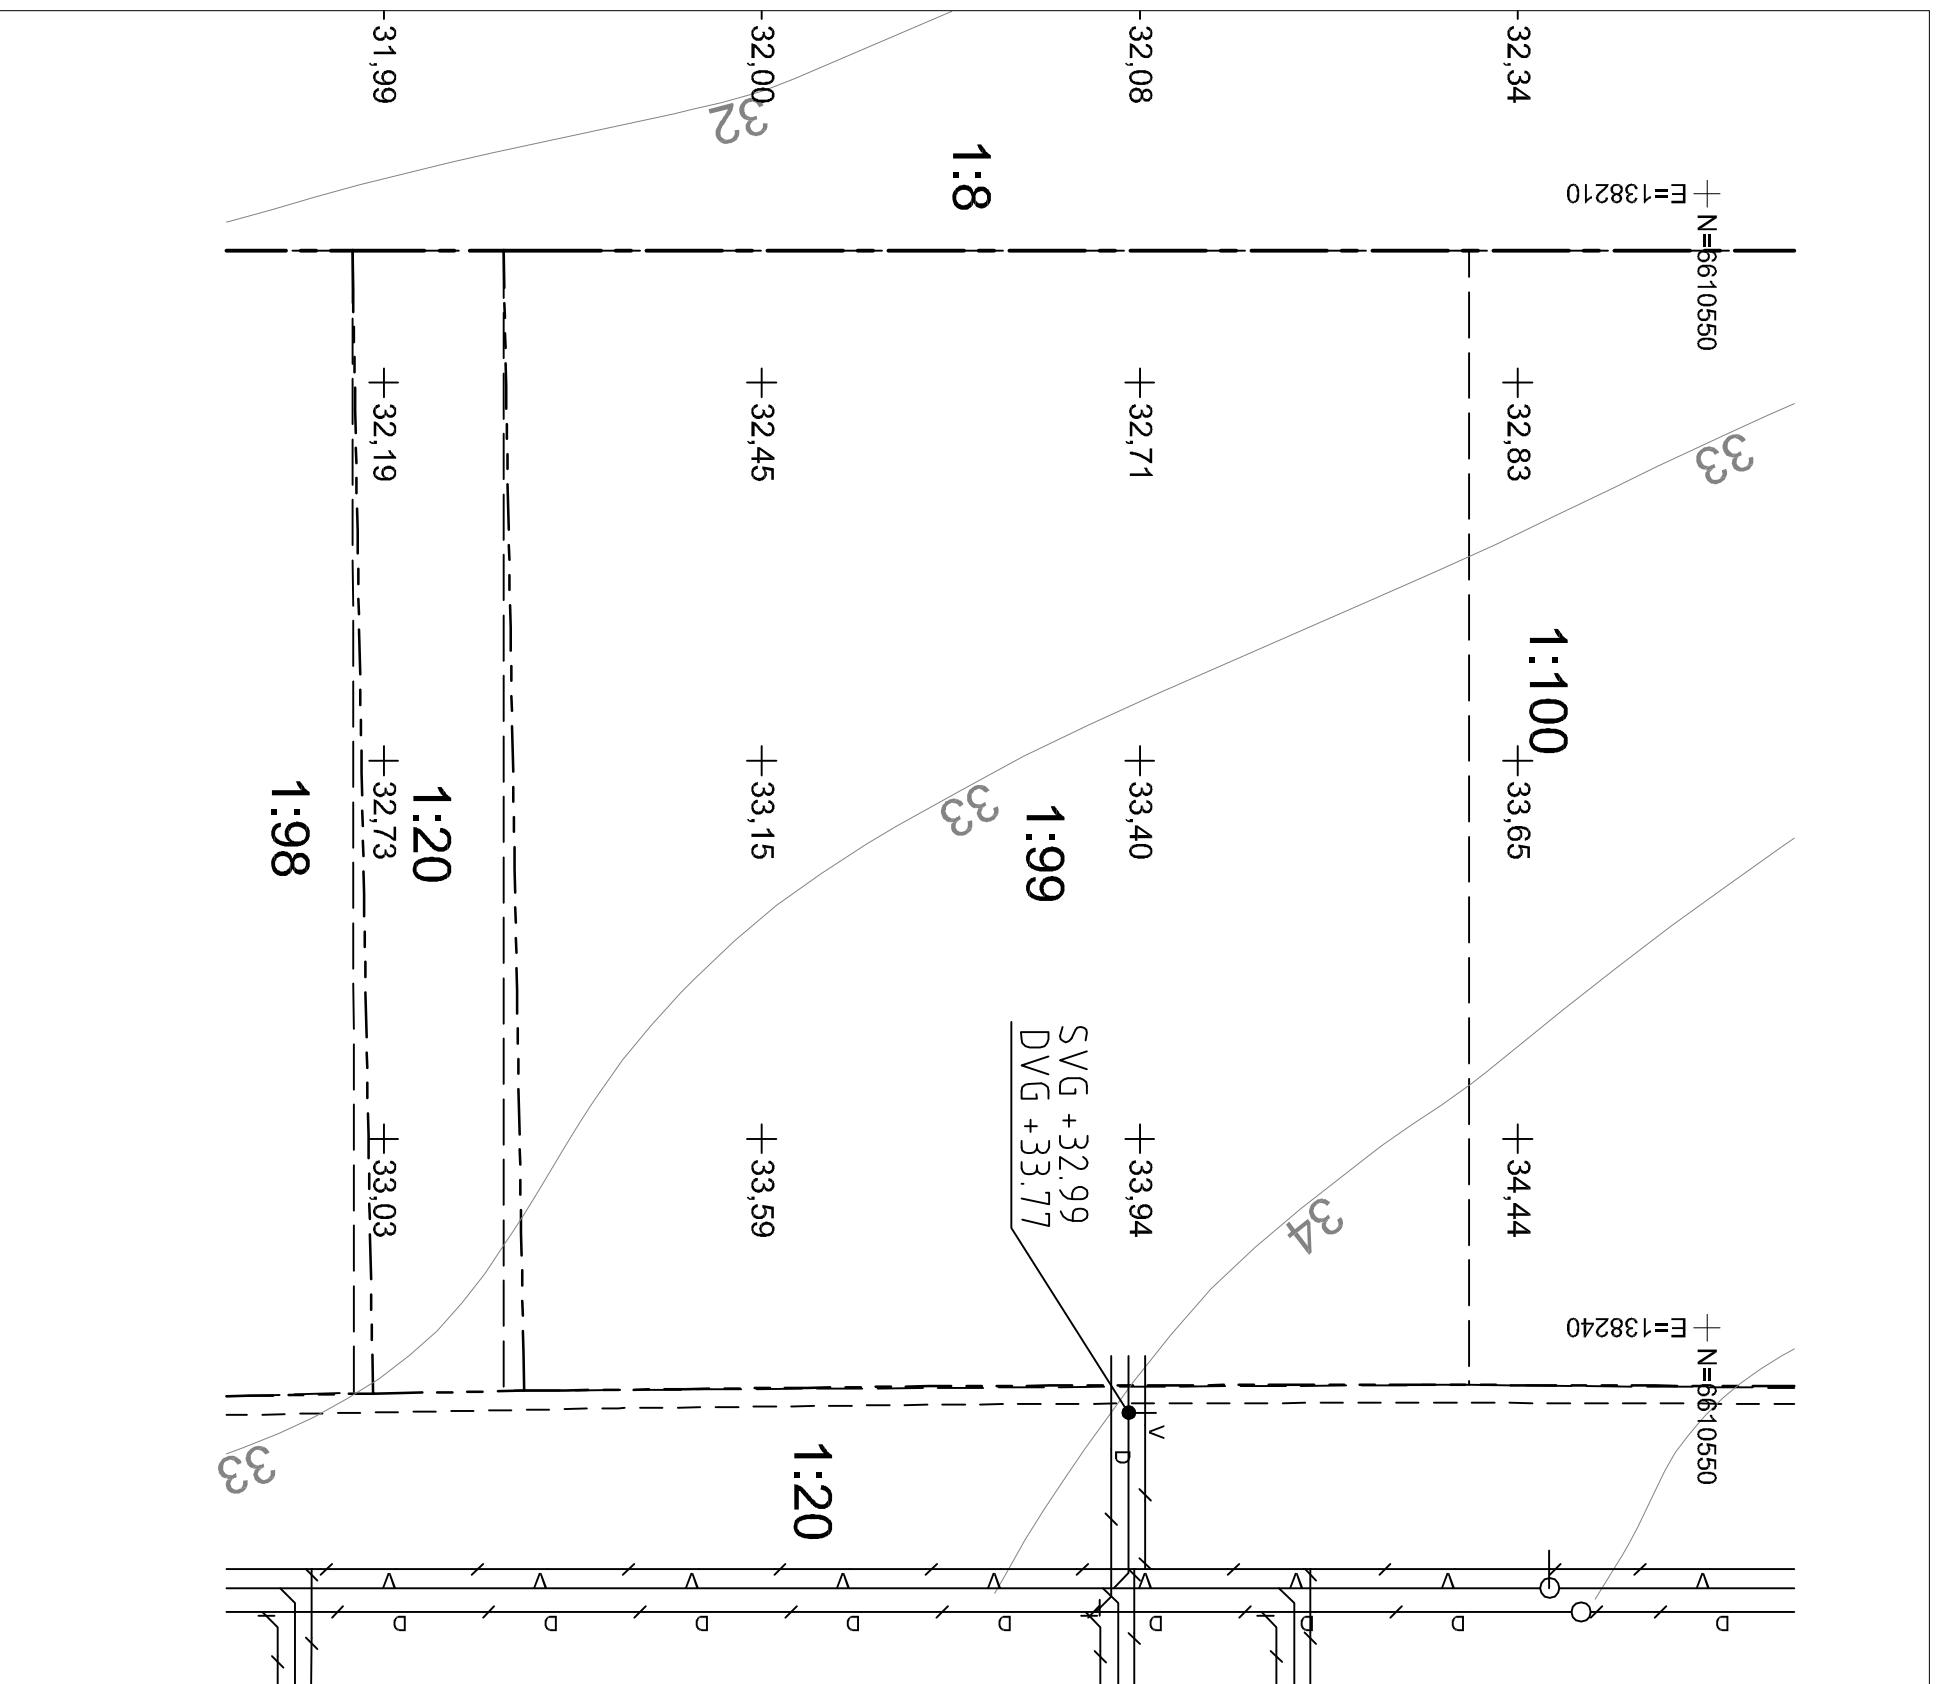 31,99
32,00
32,08
32,34
32
1:8
E=138210
N=6610550
32,19
32,45
32,71
32,83
33
1:100
32,73
33,15
33,40
33,65
1:98
1:20
33
1:99
SVG +32.99
DVG +33.77
33,03
33,59
33,94
34,44
34
E=138240
N=6610550
33
1:20
V
D
V
V
V
V
V
V
V
V
V
D
D
D
D
D
D
D
D
D